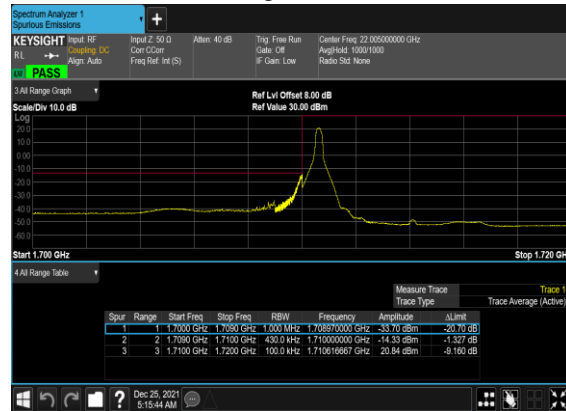 Spectrum Analyzer 1
Spurious Emissions
+
KEYSIGHT Input: RF Input Z: 50 Ω Atten: 40 dB Trig: Free Run Center Freq: 22.005000000 GHz
RL Coupling: DC Corr CCorr Gate: Off Avg|Hold: 1000/1000
Align: Auto Freq Ref: Int (S) IF Gain: Low Radio Std: None
LW PASS
3 All Range Graph
Ref Lvl Offset 8.00 dB
Scale/Div 10.0 dB Ref Value 30.00 dBm
Log
20.0
10.0
0.00
-10.0
-20.0
-30.0
-40.0
-50.0
-60.0
Start 1.700 GHz Stop 1.720 GH
4 All Range Table
Measure Trace Trace 1
Trace Type Trace Average (Active)
Spur Range Start Freq Stop Freq RBW Frequency Amplitude ΔLimit
1 1 1.7000 GHz 1.7090 GHz 1.000 MHz 1.708970000 GHz -33.70 dBm -20.70 dB
2 2 1.7090 GHz 1.7100 GHz 430.0 kHz 1.710000000 GHz -14.33 dBm -1.327 dB
3 3 1.7100 GHz 1.7200 GHz 100.0 kHz 1.710616667 GHz 20.84 dBm -9.160 dB
? Dec 25, 2021
5:15:44 AM